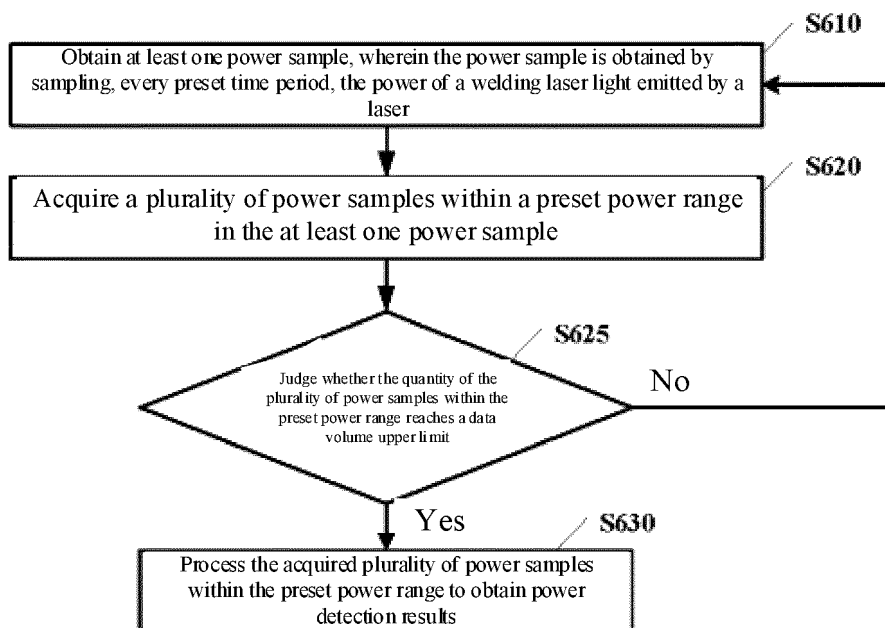 S610
Obtain at least one power sample, wherein the power sample is obtained by
sampling, every preset time period, the power of a welding laser light emitted by a
laser
S620
Acquire a plurality of power samples within a preset power range
in the at least one power sample
S625
Judge whether the quantity of the
plurality of power samples within the
preset power range reaches a data
volume upper limit
No
Yes
S630
Process the acquired plurality of power samples
within the preset power range to obtain power
detection results